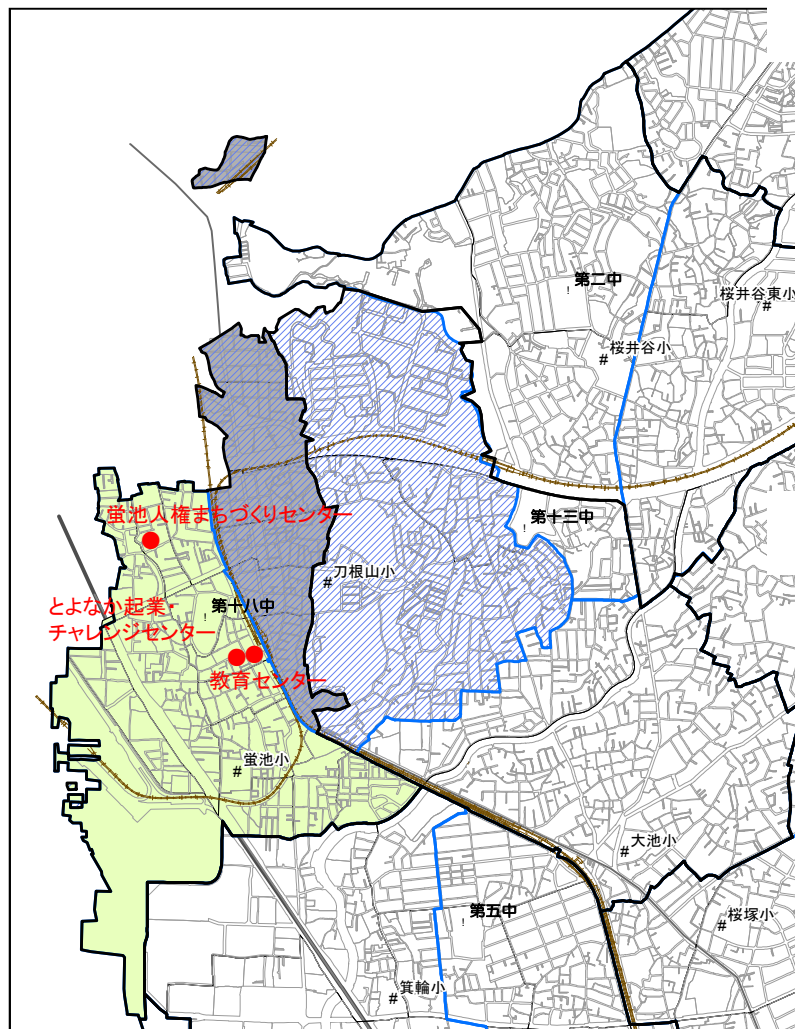 第二中
!
桜井谷東小
#
桜井谷小
#
蛍池人権まちづくりセンター
第十三中
!
刀根山小
#
とよなか起業・
チャレンジセンター
第十八中
!
教育センター
蛍池小
#
大池小
#
第五中
!
桜塚小
#
箕輪小
#